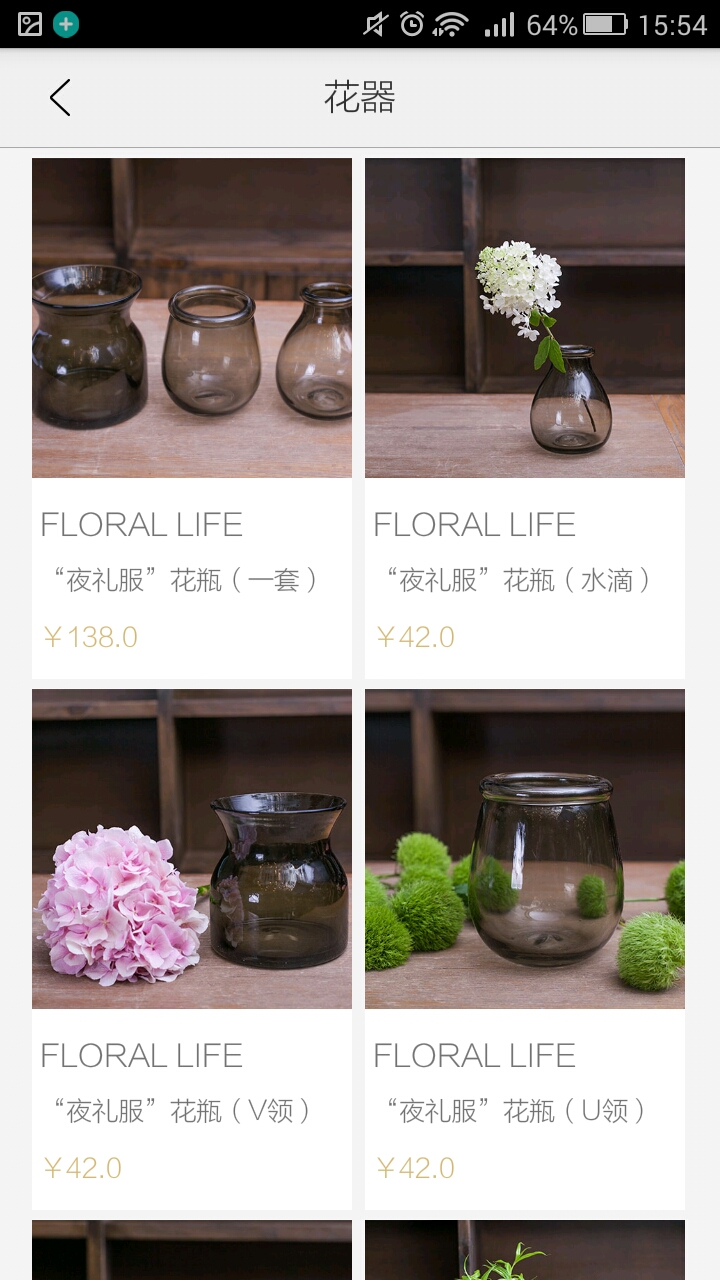 64% 15:54
花器
FLORAL LIFE
“夜礼服”花瓶（一套）
￥138.0
FLORAL LIFE
“夜礼服”花瓶（水滴）
￥42.0
FLORAL LIFE
“夜礼服”花瓶（V领）
￥42.0
FLORAL LIFE
“夜礼服”花瓶（U领）
￥42.0